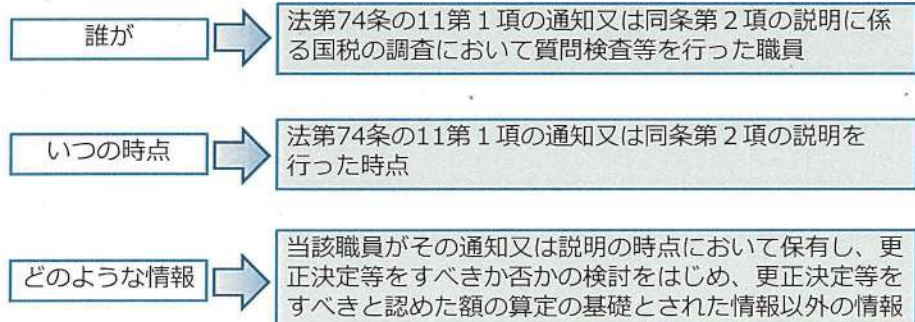 誰が
法第74条の11第１項の通知又は同条第２項の説明に係
る国税の調査において質問検査等を行った職員
いつの時点
法第74条の11第１項の通知又は同条第２項の説明を
行った時点
どのような情報
当該職員がその通知又は説明の時点において保有し、更
正決定等をすべきか否かの検討をはじめ、更正決定等を
すべきと認めた額の算定の基礎とされた情報以外の情報